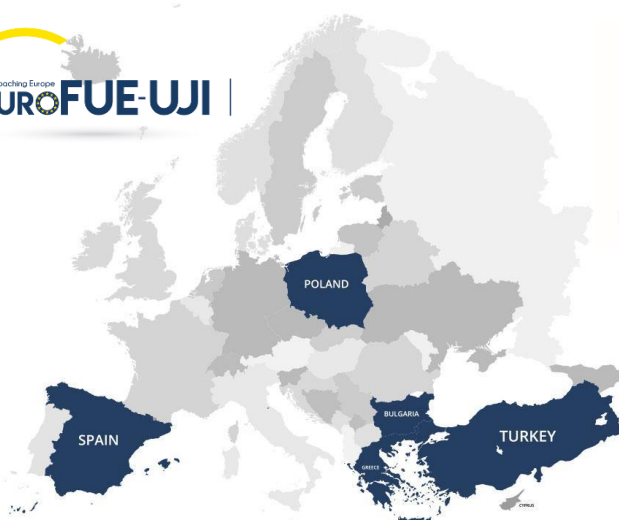 oaching Europe
UROFUE-UJI
POLAND
BULGARIA
SPAIN
TURKEY
GREECE
CYPRUS